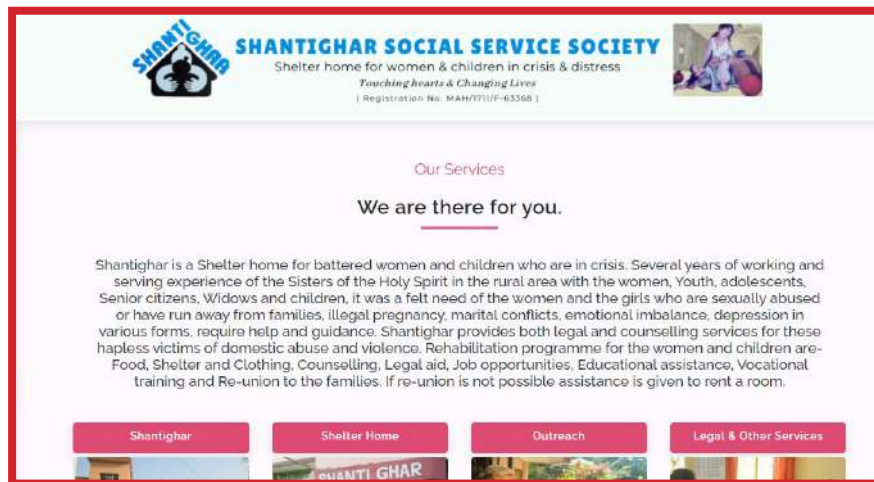 SHANTI GHAR
SHANTIGHAR SOCIAL SERVICE SOCIETY
Shelter home for women & children in crisis & distress
Touching hearts & Changing Lives
( Registration No. MAH/1711/F-63368 )
Our Services
We are there for you.
Shantighar is a Shelter home for battered women and children who are in crisis. Several years of working and
serving experience of the Sisters of the Holy Spirit in the rural area with the women, Youth, adolescents,
Senior citizens, Widows and children, it was a felt need of the women and the girls who are sexually abused
or have run away from families, illegal pregnancy, marital conflicts, emotional imbalance, depression in
various forms, require help and guidance. Shantighar provides both legal and counselling services for these
hapless victims of domestic abuse and violence. Rehabilitation programme for the women and children are-
Food, Shelter and Clothing, Counselling, Legal aid, Job opportunities, Educational assistance, Vocational
training and Re-union to the families. If re-union is not possible assistance is given to rent a room.
Shantighar
Shelter Home
Outreach
Legal & Other Services
SHANTI GHAR